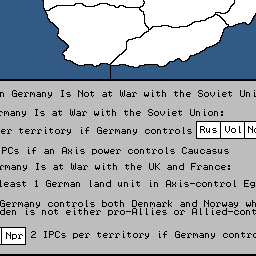 n Germany Is Not at War with the Soviet Uni
rmany Is at War with the Soviet Union:
er territory if Germany controls Rus Vol No
PCs if an Axis power controls Caucasus
rmany Is at War with the UK and France:
least 1 German land unit in Axis-control Eg
Germany controls both Denmark and Norway wh
den is not either pro-Allies or Allied-cont
Npr 2 IPCs per territory if Germany contro